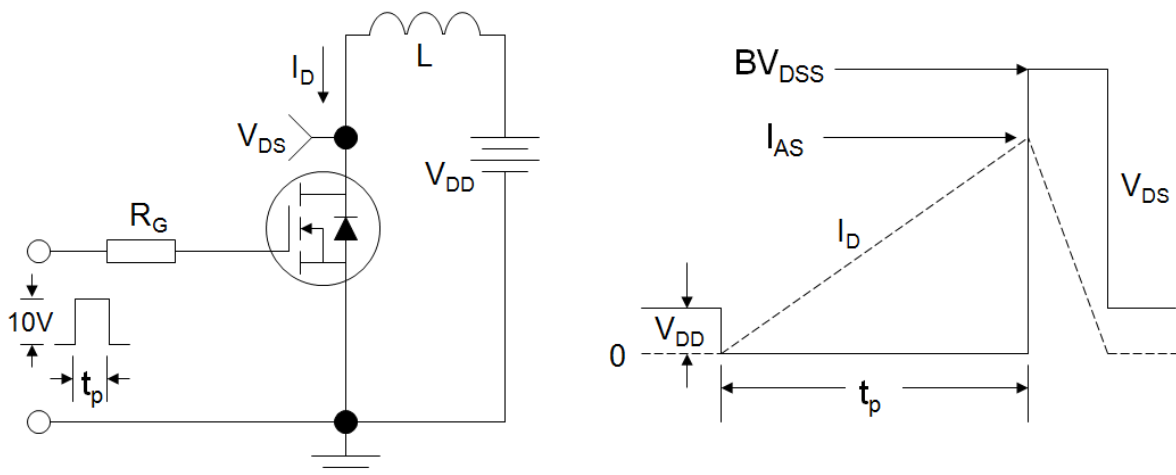 L
I_D
V_DS
V_DD
R_G
10V
t_p
BV_DSS
I_AS
V_DS
I_D
V_DD
0
t_p